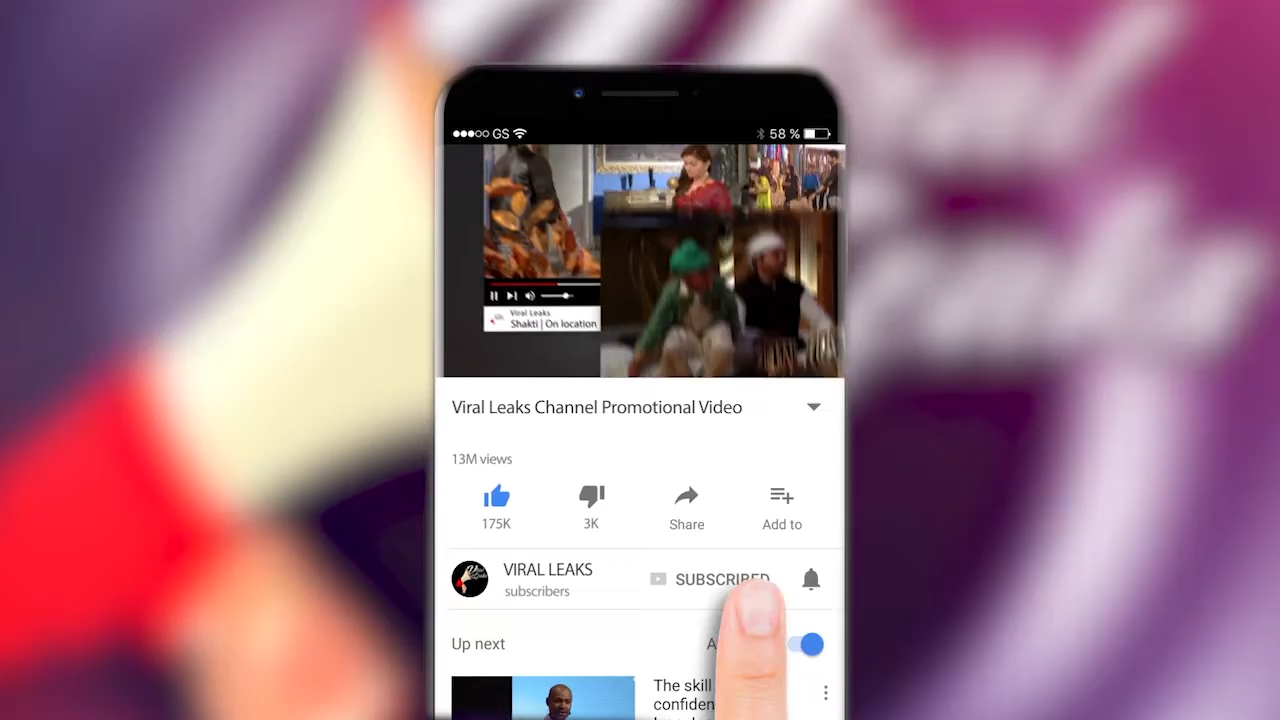 GS
58 %
Viral Leaks
Shakti | On location
Viral Leaks Channel Promotional Video
13M views
175K
3K
Share
Add to
VIRAL LEAKS
subscribers
SUBSCRIBED
Up next
A
The skill
confiden